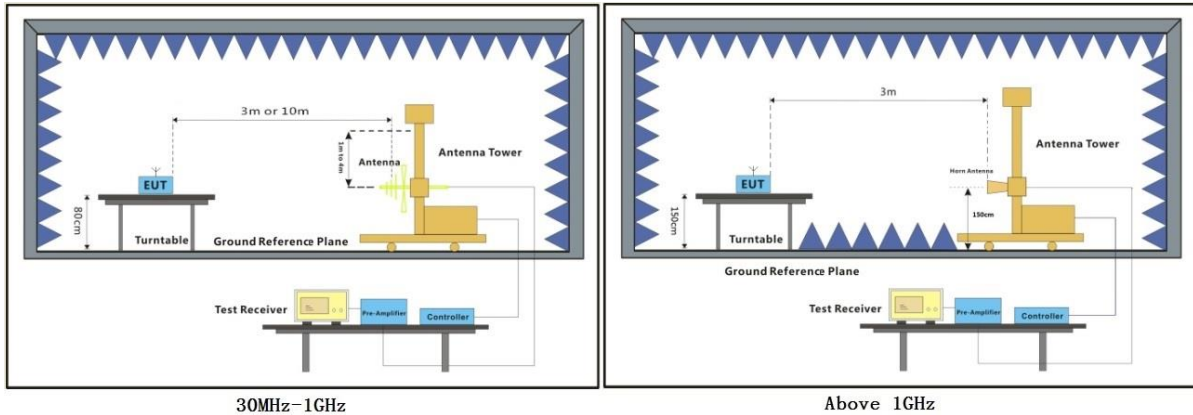 3m or 10m
1m to 4m
Antenna
Antenna Tower
EUT
80cm
Turntable
Ground Reference Plane
Test Receiver
Pre-Amplifier
Controller
30MHz-1GHz
3m
Antenna Tower
Horn Antenna
EUT
150cm
150cm
Turntable
Ground Reference Plane
Test Receiver
Pre-Amplifier
Controller
Above 1GHz